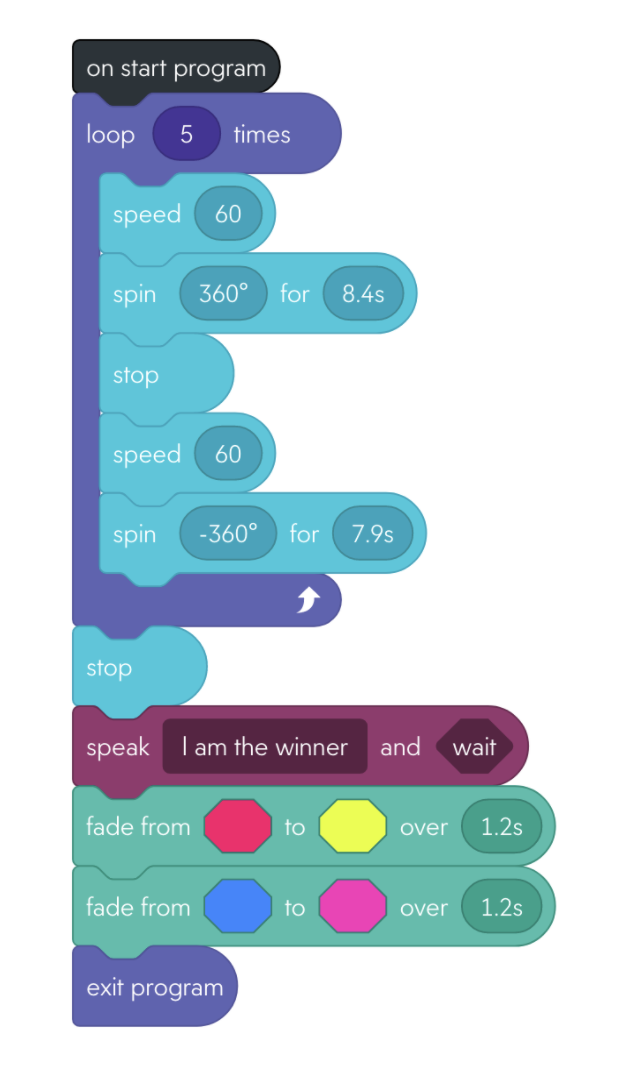 on start program
loop 5 times
speed 60
spin 360° for 8.4s
stop
speed 60
spin -360° for 7.9s
stop
speak I am the winner and wait
fade from to over 1.2s
fade from to over 1.2s
exit program